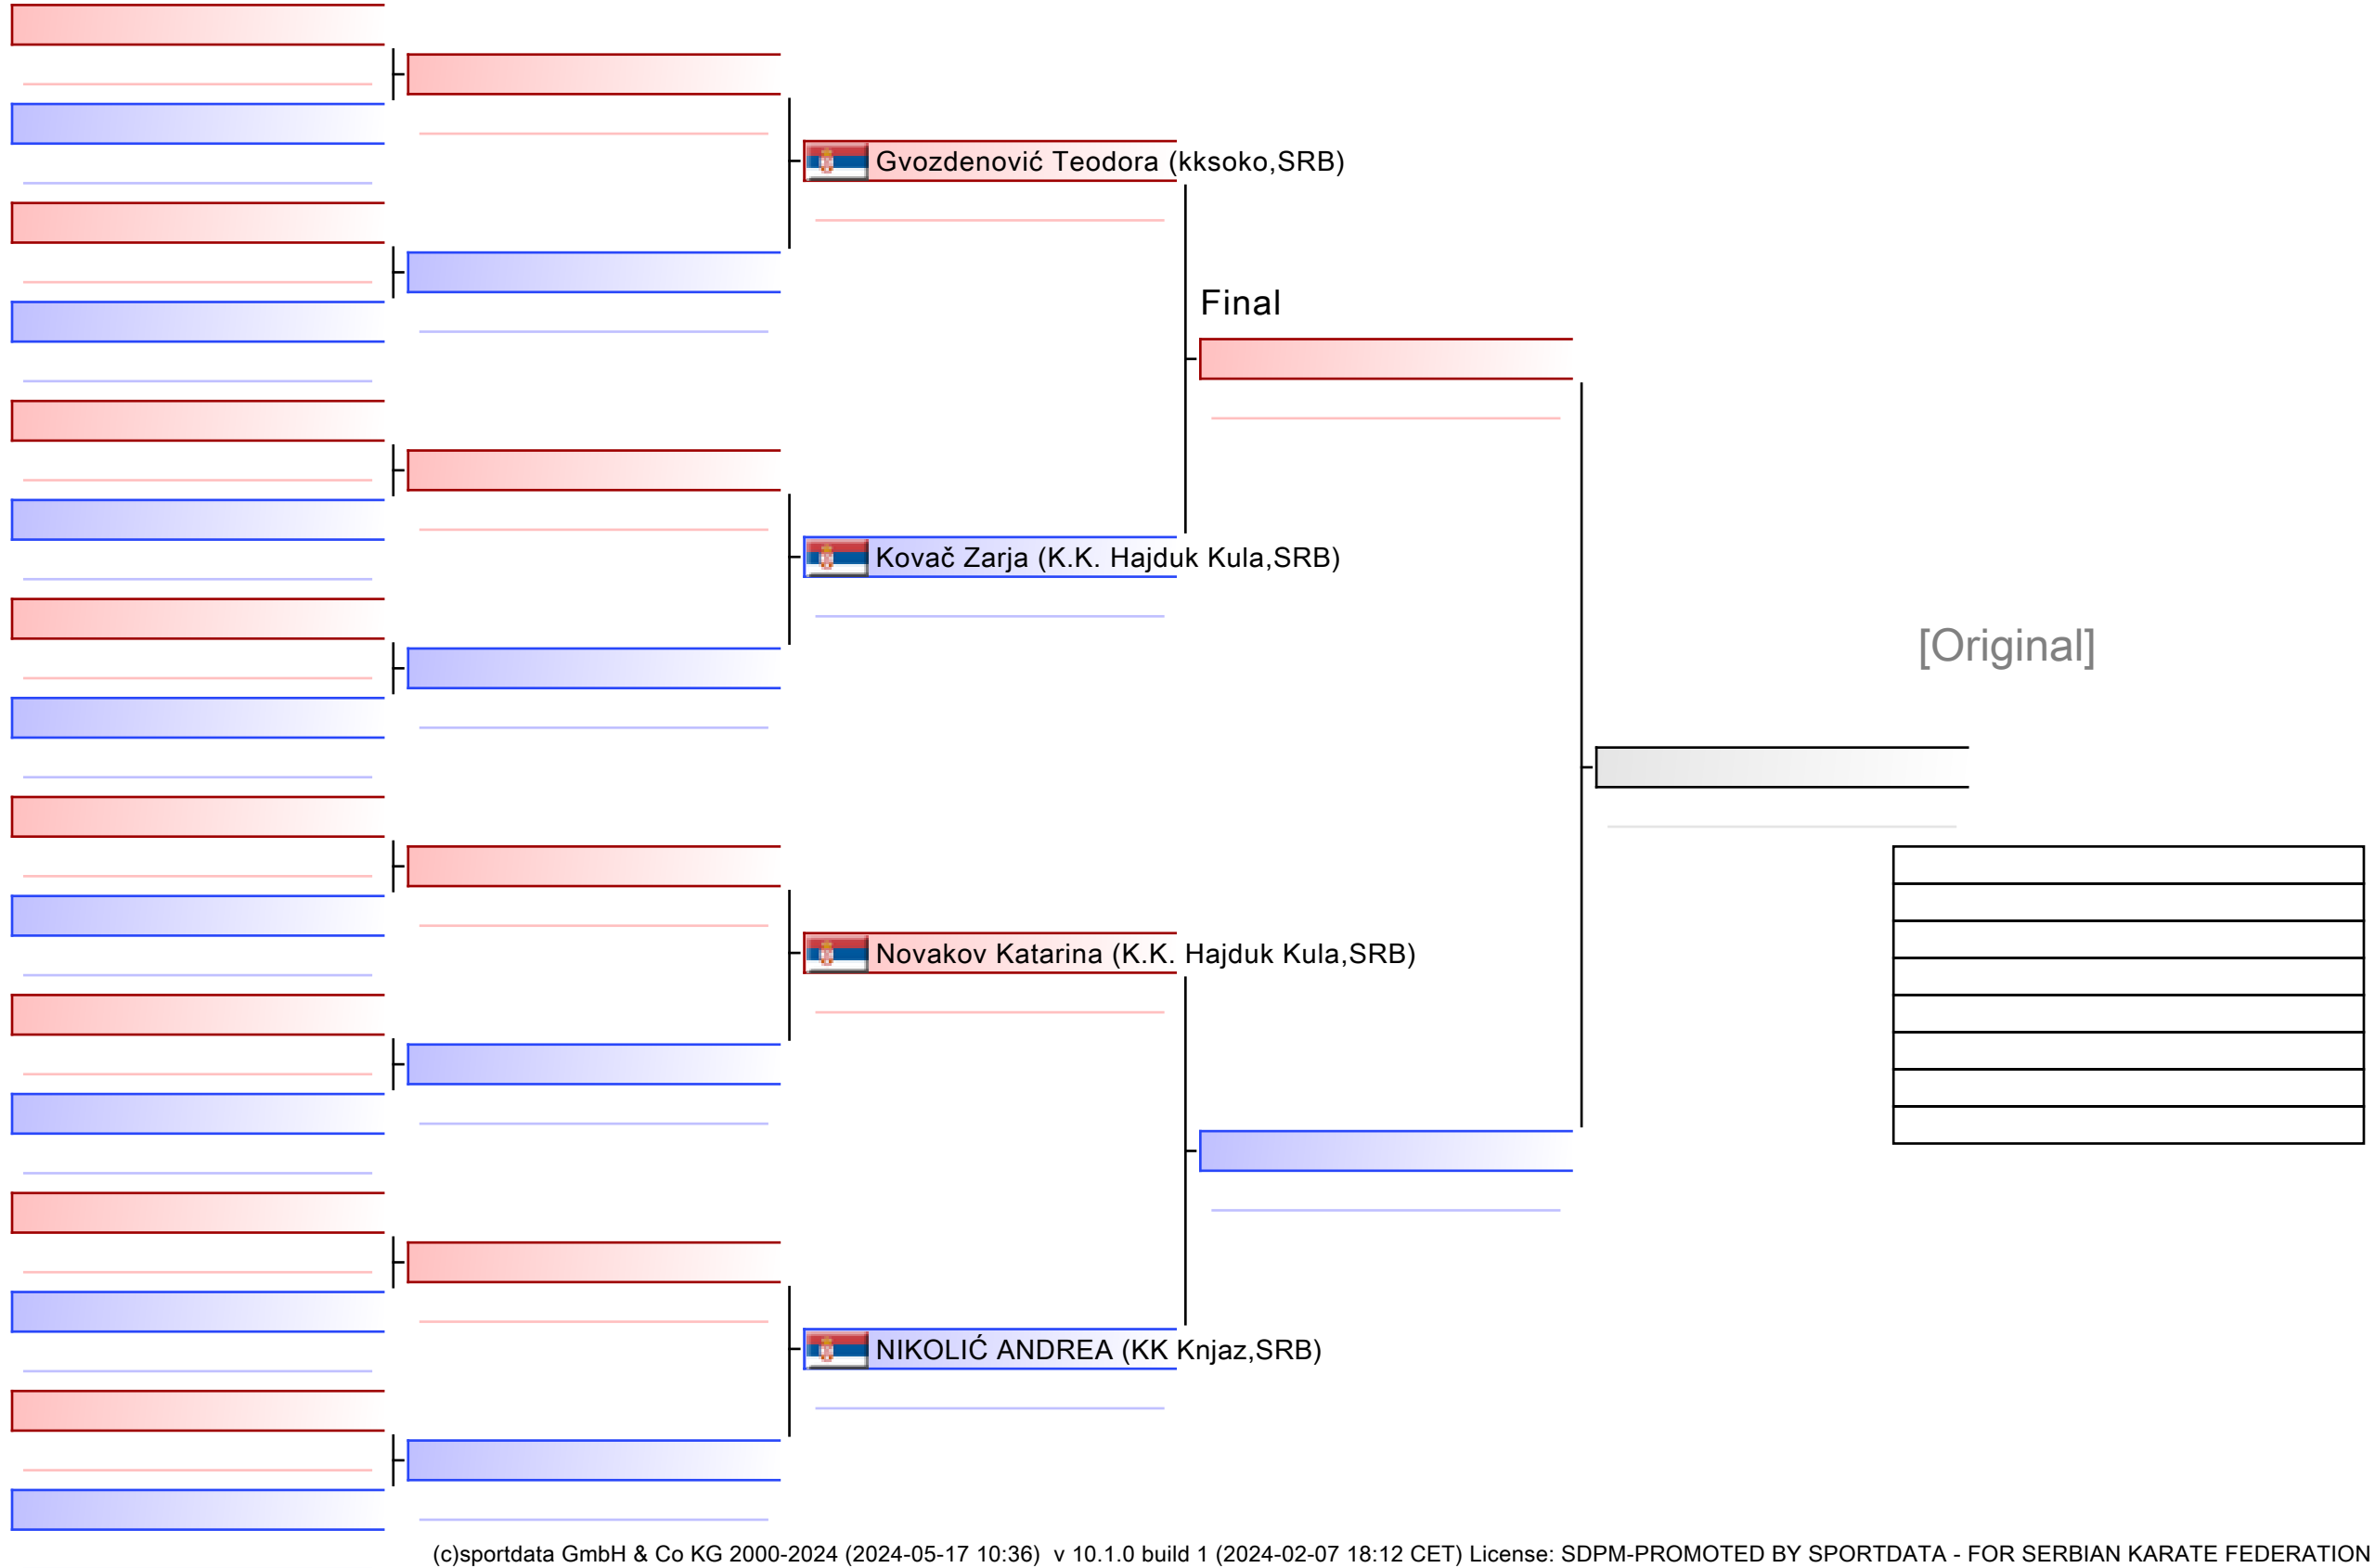 Gvozdenović Teodora (kksoko,SRB)
Final
Kovač Zarja (K.K. Hajduk Kula,SRB)
[Original]
Novakov Katarina (K.K. Hajduk Kula,SRB)
NIKOLIĆ ANDREA (KK Knjaz,SRB)
(c)sportdata GmbH & Co KG 2000-2024 (2024-05-17 10:36)  v 10.1.0 build 1 (2024-02-07 18:12 CET) License: SDPM-PROMOTED BY SPORTDATA - FOR SERBIAN KARATE FEDERATION